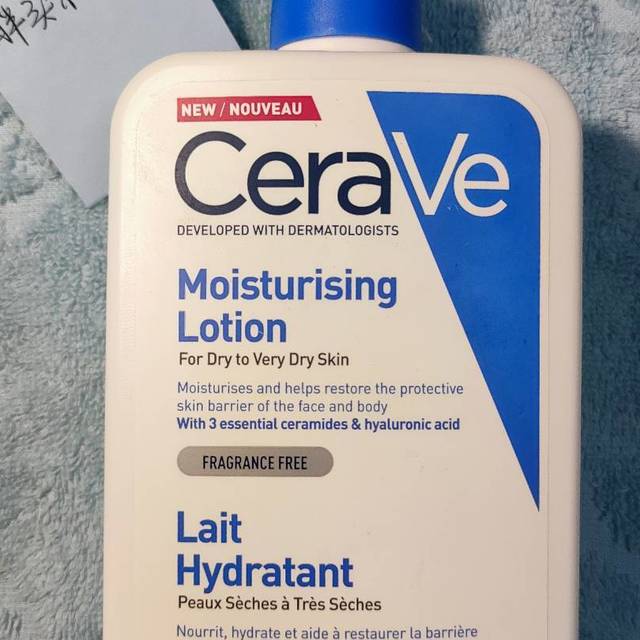 NEW / NOUVEAU
CeraVe
DEVELOPED WITH DERMATOLOGISTS
Moisturising
Lotion
For Dry to Very Dry Skin
Moisturises and helps restore the protective
skin barrier of the face and body
With 3 essential ceramides & hyaluronic acid
FRAGRANCE FREE
Lait
Hydratant
Peaux Sèches à Très Sèches
Nourrit, hydrate et aide à restaurer la barrière